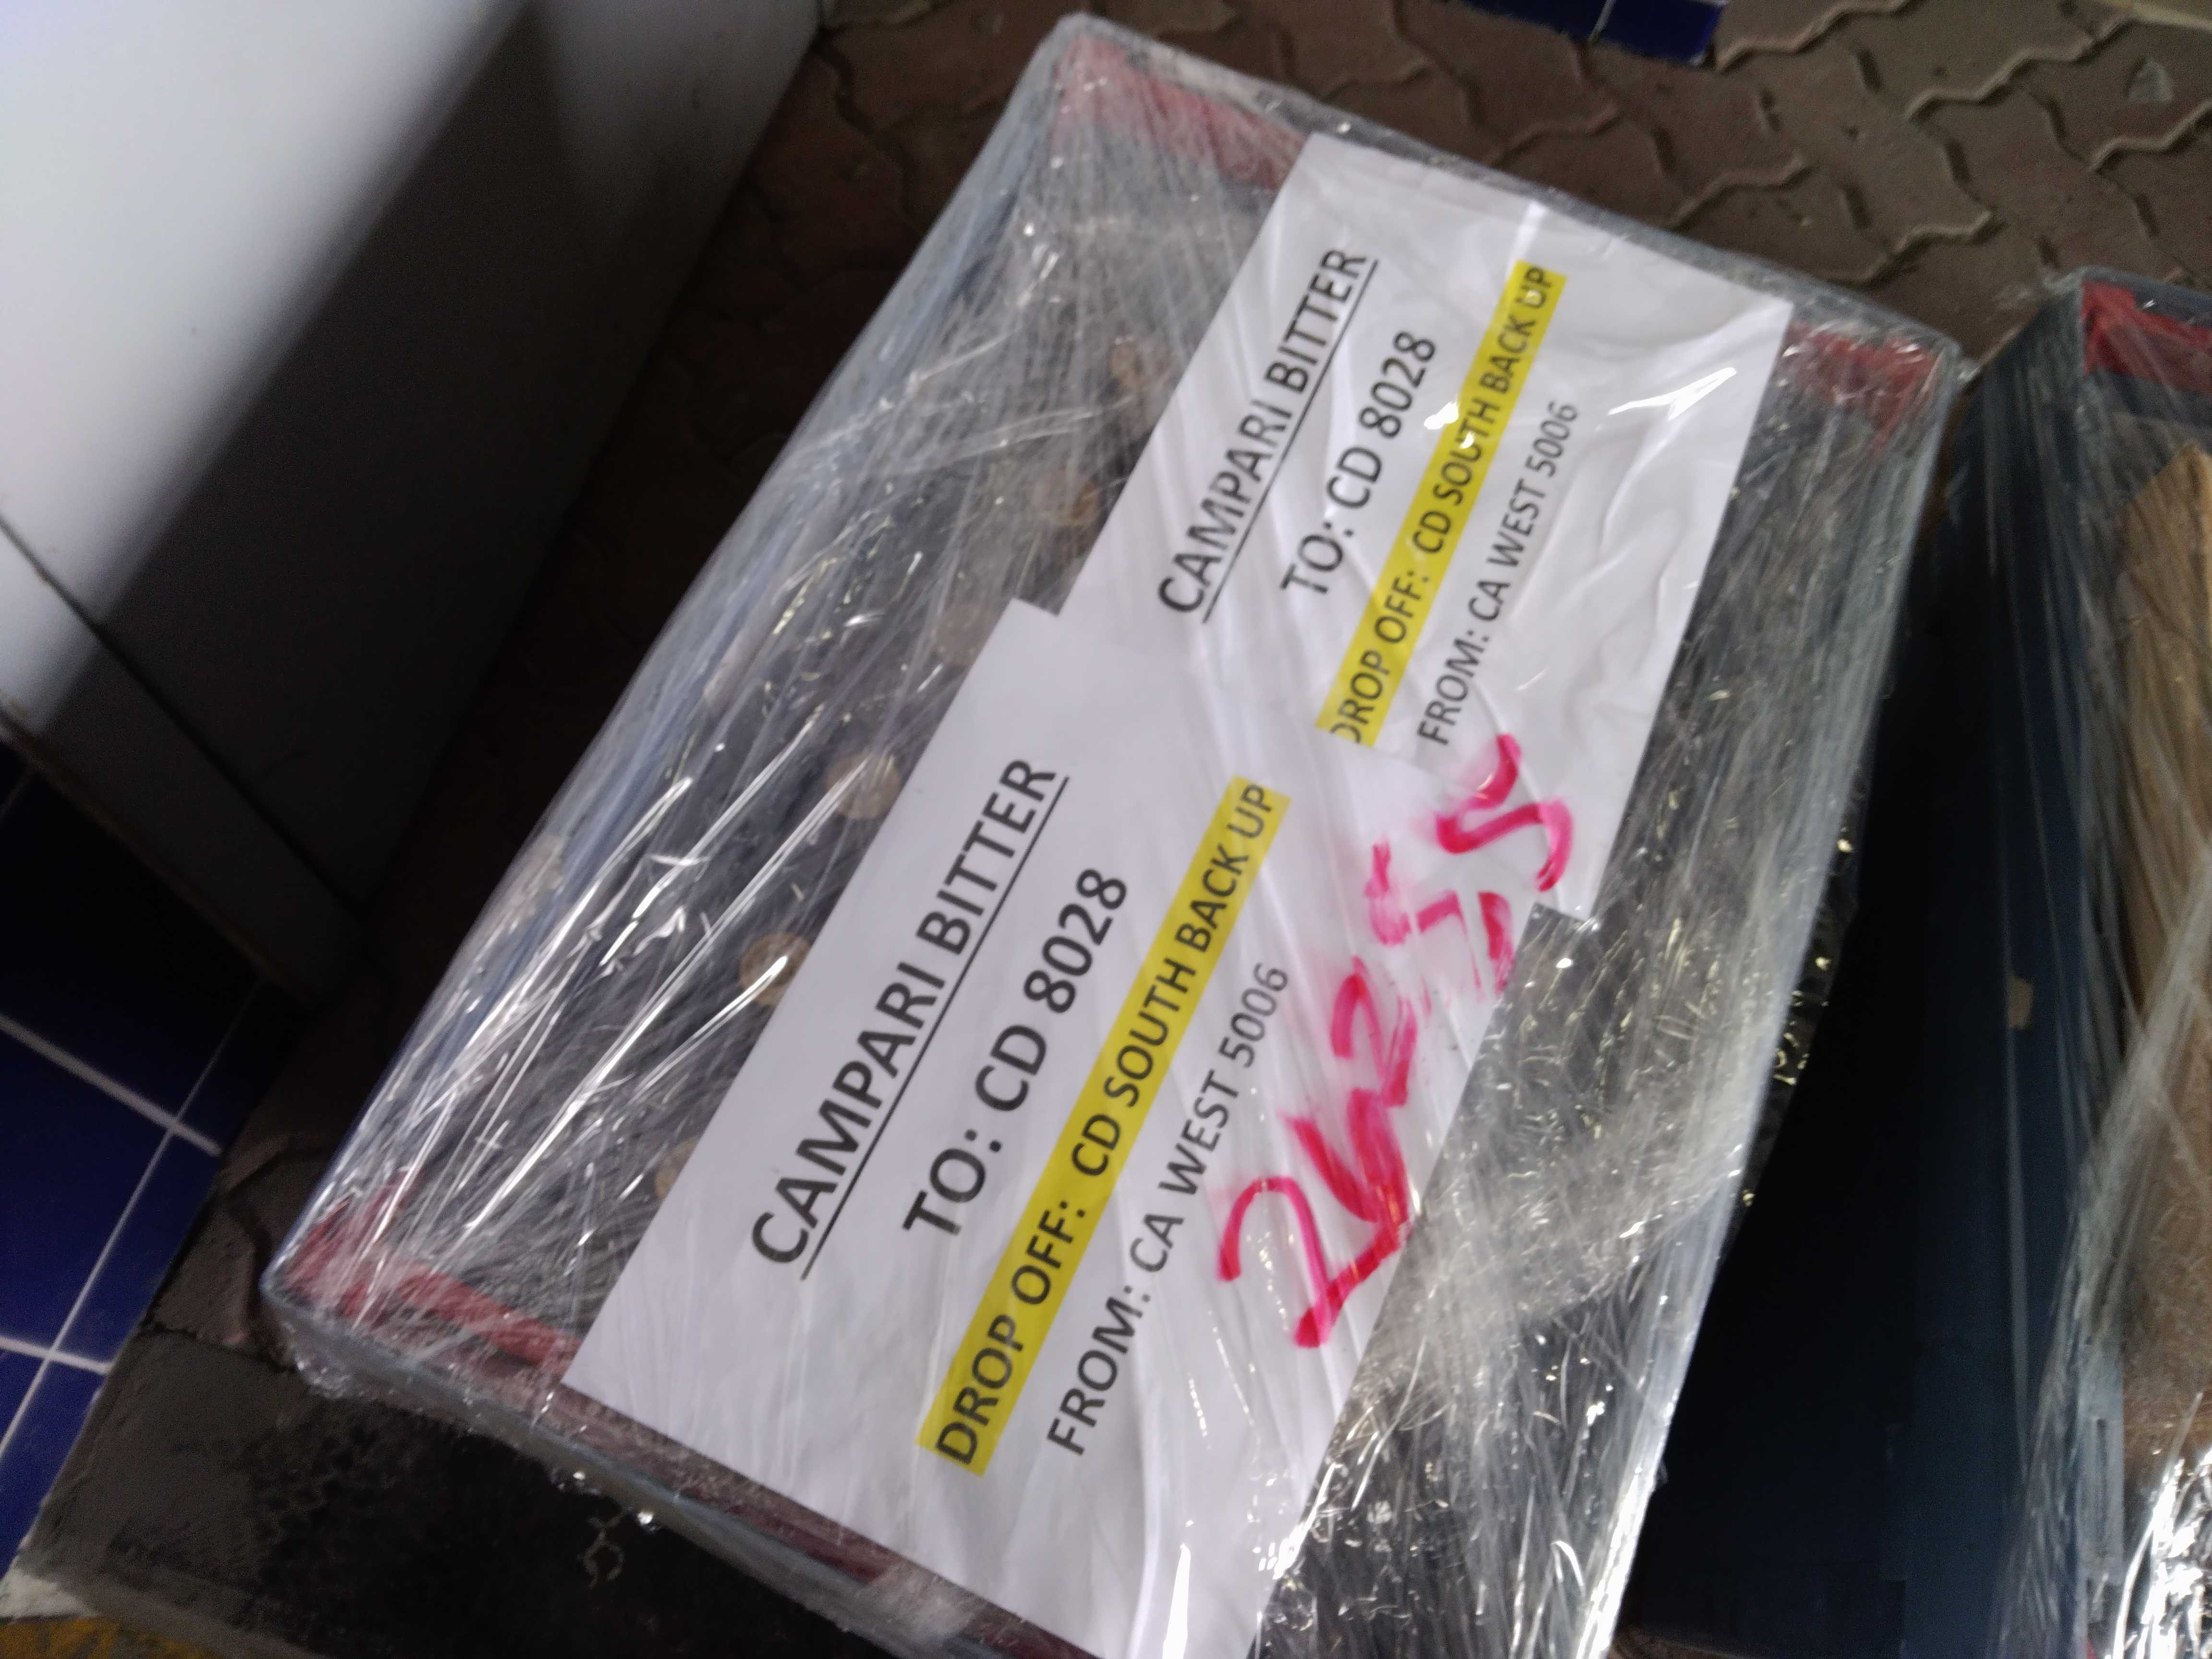 CAMPARI BITTER
TO: CD 8028
DROP OFF: CD SOUTH BACK UP
FROM: CA WEST 5006
CAMPARI BITTER
TO: CD 8028
DROP OFF: CD SOUTH BACK UP
FROM: CA WEST 5006